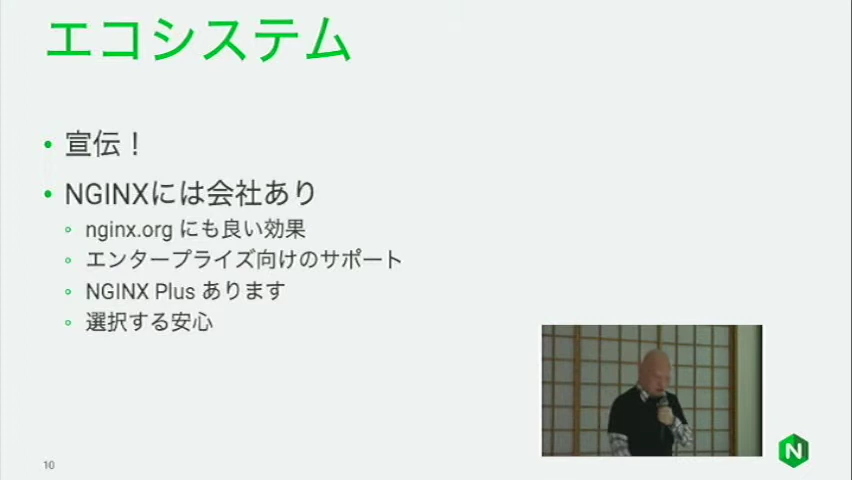 エコシステム
宣伝！
NGINXには会社あり
nginx.org にも良い効果
エンタープライズ向けのサポート
NGINX Plus あります
選択する安心
10
N